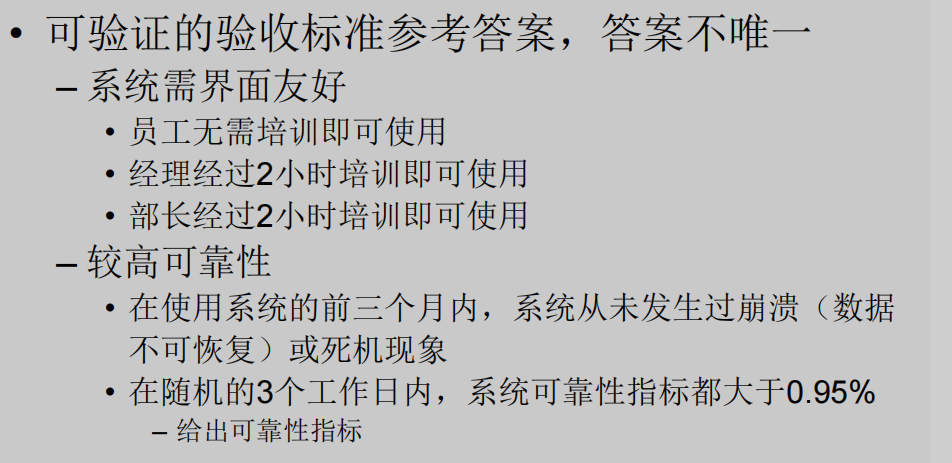 • 可验证的验收标准参考答案，答案不唯一
– 系统需界面友好
• 员工无需培训即可使用
• 经理经过2小时培训即可使用
• 部长经过2小时培训即可使用
– 较高可靠性
• 在使用系统的前三个月内，系统从未发生过崩溃（数据
不可恢复）或死机现象
• 在随机的3个工作日内，系统可靠性指标都大于0.95%
– 给出可靠性指标